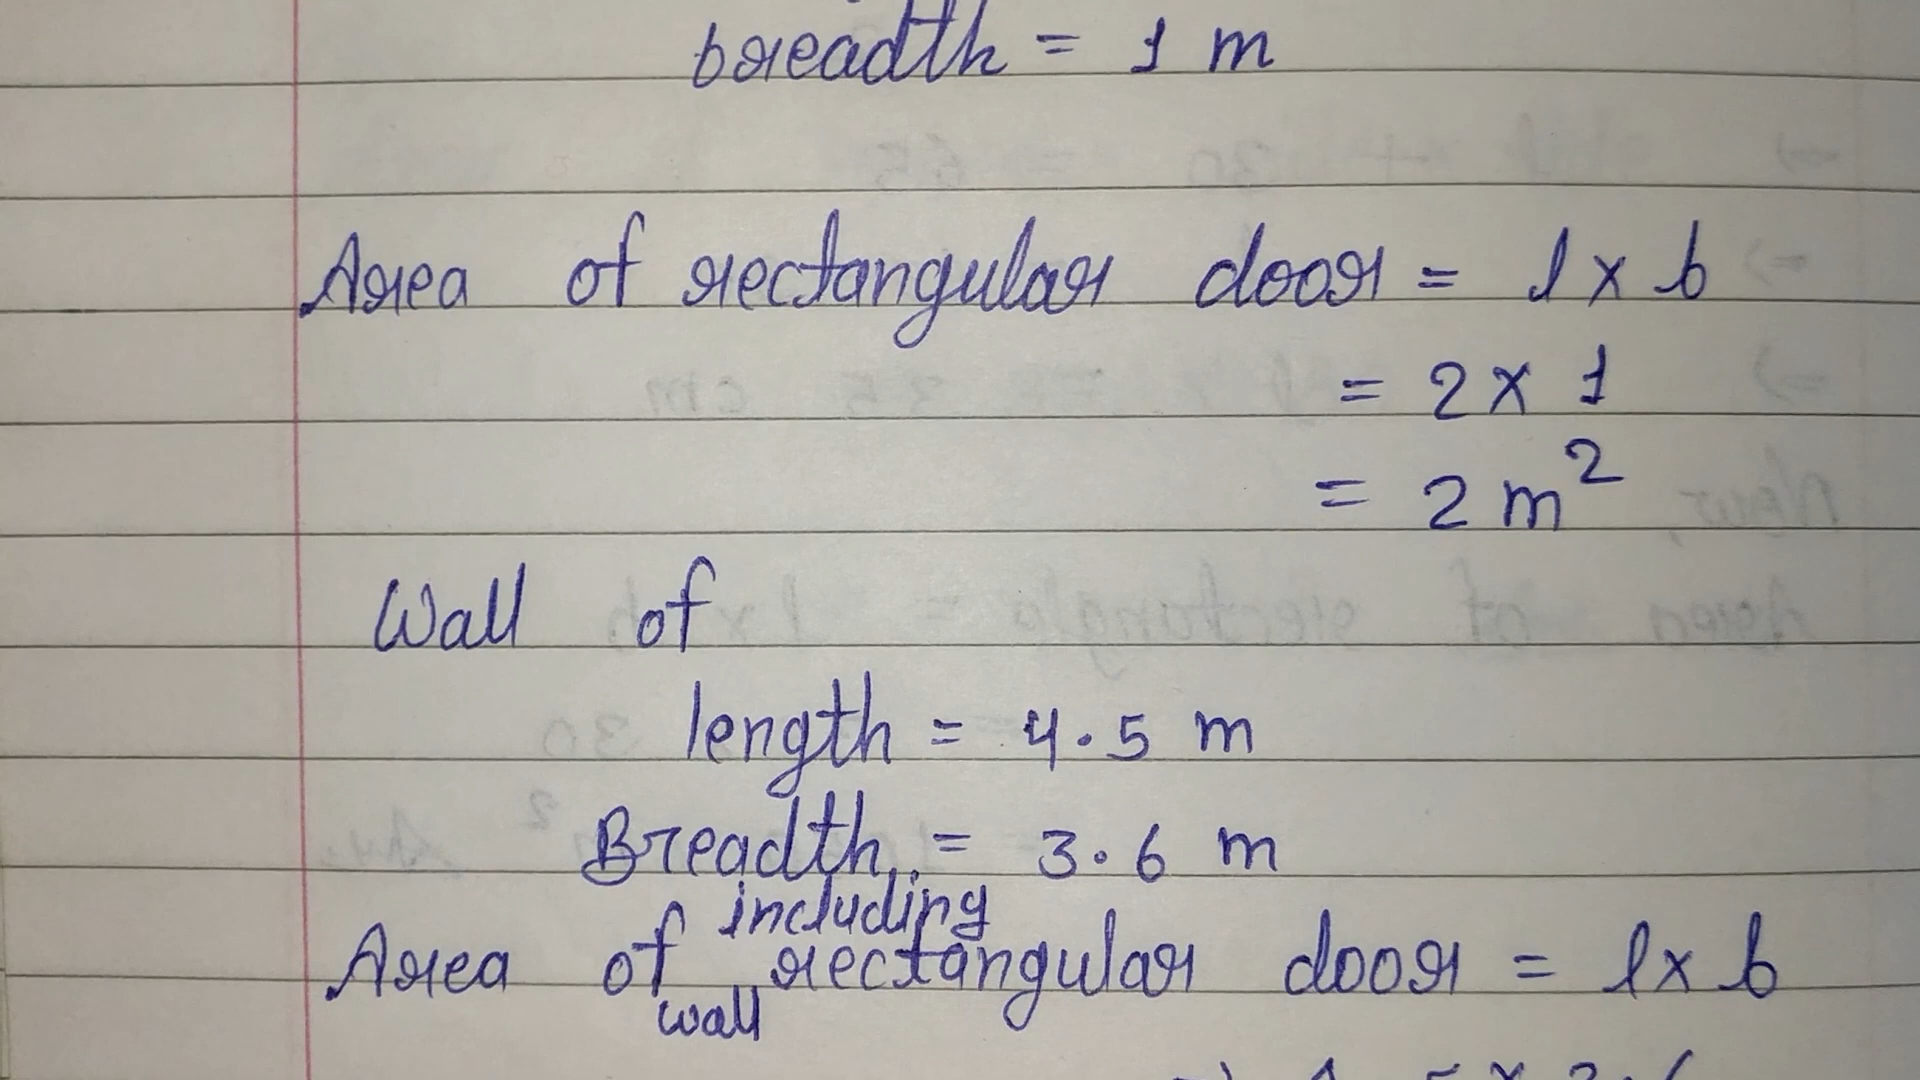 breadth = 1 m
Area of rectangular door = l x b
= 2 x 1
= 2 m²
Wall of
length = 4.5 m
Breadth = 3.6 m
including
Area of rectangular door = l x b
wall